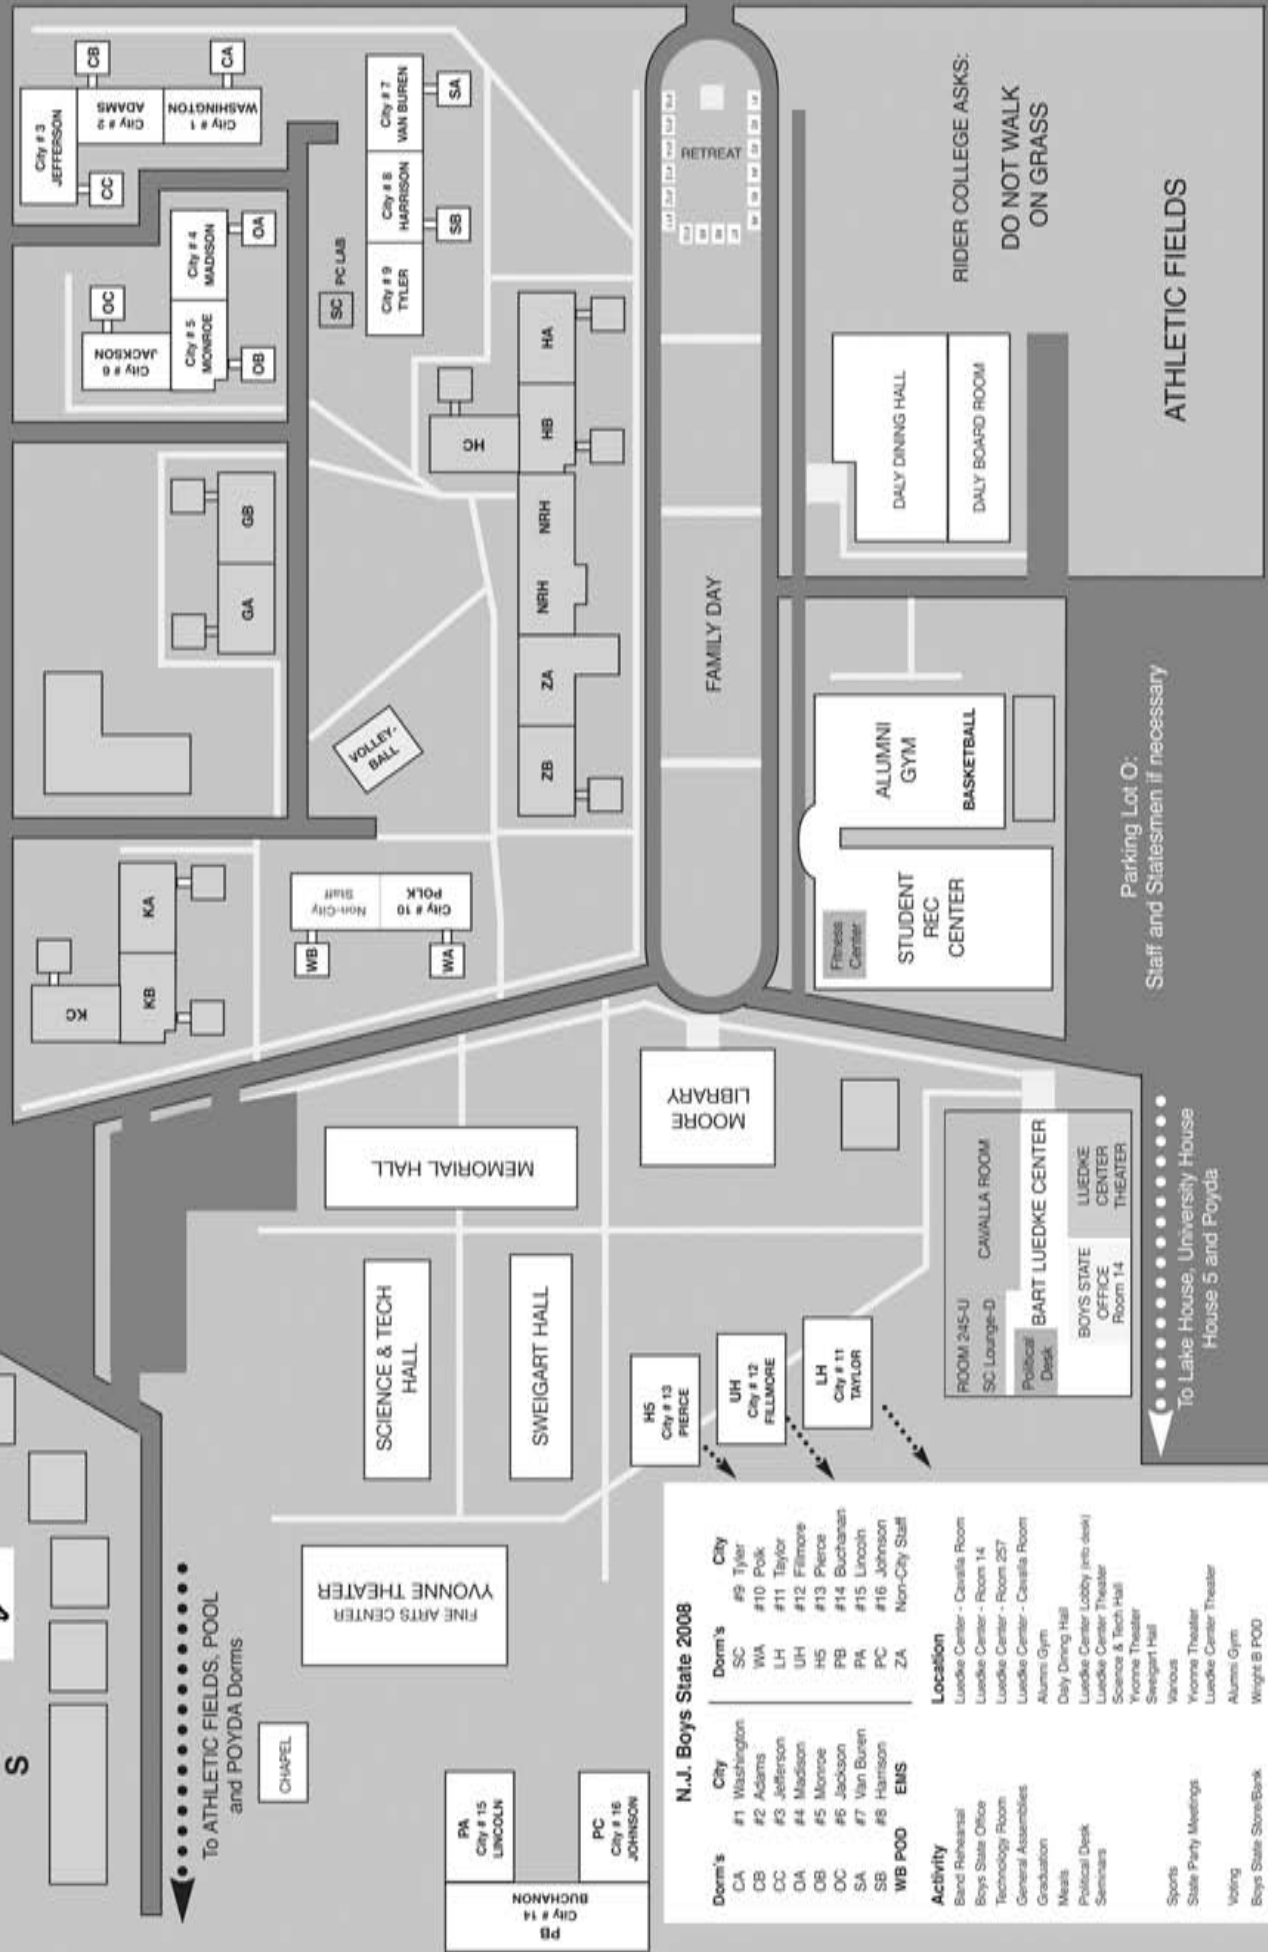 City # 3
JEFFERSON
CB
City # 2
ADAMS
CA
City # 1
WASHINGTON
CC
City # 4
MADISON
OA
OC
City # 6
JACKSON
City # 5
MONROE
OB
City # 7
VAN BUREN
SA
City # 8
HARRISON
SB
City # 9
TYLER
SC
PC LAB
GB
GA
HA
HB
HC
NRH
NRH
ZA
ZB
VOLLEY-
BALL
KA
KB
KC
WB
Non-City
Staff
WA
City # 10
POLK
RETREAT
FAMILY DAY
RIDER COLLEGE ASKS:
DO NOT WALK
ON GRASS
ATHLETIC FIELDS
DALY DINING HALL
DALY BOARD ROOM
ALUMNI
GYM
BASKETBALL
STUDENT
REC
CENTER
Fitness
Center
Parking Lot O:
Staff and Statesmen if necessary
MOORE
LIBRARY
MEMORIAL HALL
SCIENCE & TECH
HALL
SWEIGART HALL
ROOM 245-U
SC Lounge-D
CAVALLA ROOM
BART LUEDKE CENTER
Political
Desk
BOYS STATE
OFFICE
Room 14
LUEDKE
CENTER
THEATER
To Lake House, University House
House 5 and Poyda
H5
City # 13
PIERCE
UH
City # 12
FILLMORE
LH
City # 11
TAYLOR
FINE ARTS CENTER
YVONNE THEATER
S
To ATHLETIC FIELDS, POOL
and POYDA Dorms
CHAPEL
PA
City # 15
LINCOLN
PB
City # 14
BUCHANON
PC
City # 16
JOHNSON
N.J. Boys State 2008
Dorm's City Dorm's City
CA #1 Washington SC #9 Tyler
CB #2 Adams WA #10 Polk
CC #3 Jefferson LH #11 Taylor
OA #4 Madison UH #12 Fillmore
OB #5 Monroe H5 #13 Pierce
OC #6 Jackson PB #14 Buchanan
SA #7 Van Buren PA #15 Lincoln
SB #8 Harrison PC #16 Johnson
WB POD EMS ZA Non-City Staff
Activity Location
Band Rehearsal Luedke Center - Cavalla Room
Boys State Office Luedke Center - Room 14
Technology Room Luedke Center - Room 257
General Assemblies Luedke Center - Cavalla Room
Graduation Alumni Gym
Meals Daly Dining Hall
Political Desk Luedke Center Lobby (info desk)
Seminars Luedke Center Theater
Science & Tech Hall
Yvonne Theater
Sweigart Hall
Sports Various
State Party Meetings Yvonne Theater
Luedke Center Theater
Voting Alumni Gym
Boys State Store/Bank Wright B POD